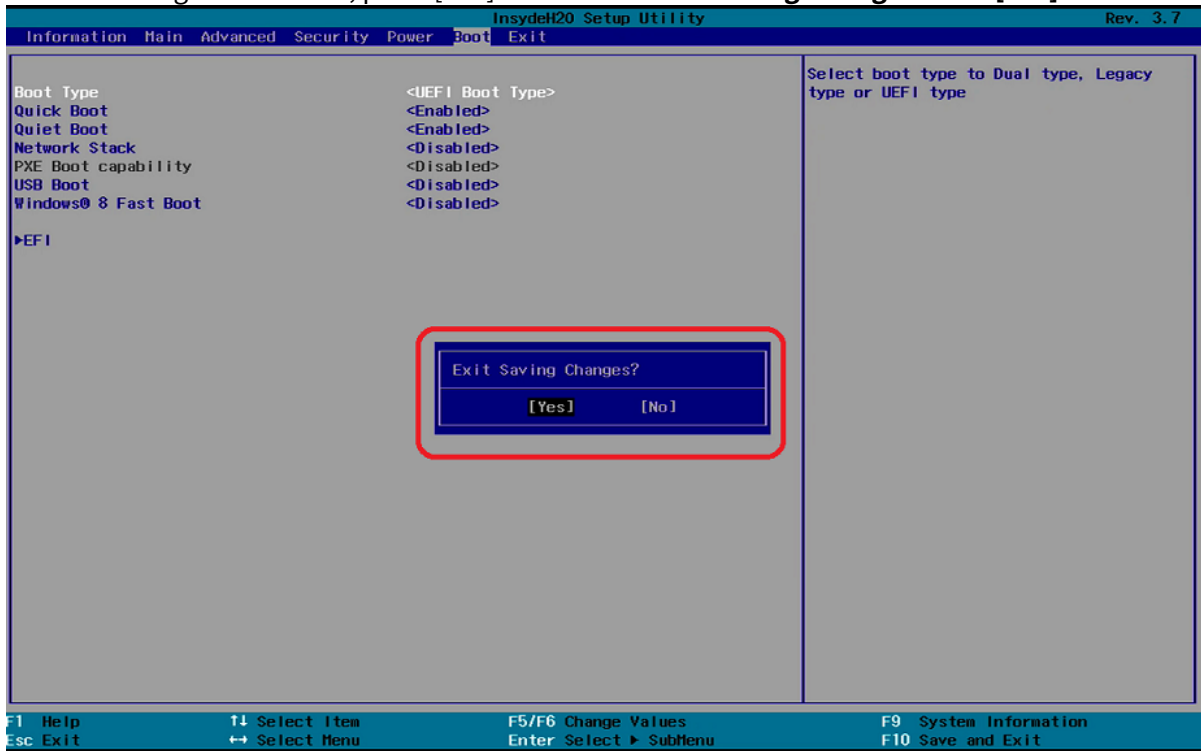 InsydeH20 Setup Utility Rev. 3.7
Information Main Advanced Security Power Boot Exit
Boot Type <UEFI Boot Type>
Quick Boot <Enabled>
Quiet Boot <Enabled>
Network Stack <Disabled>
PXE Boot capability <Disabled>
USB Boot <Disabled>
Windows® 8 Fast Boot <Disabled>
►EFI
Select boot type to Dual type, Legacy
type or UEFI type
Exit Saving Changes?
[Yes] [No]
F1 Help ↑↓ Select Item F5/F6 Change Values F9 System Information
Esc Exit ↔ Select Menu Enter Select ► SubMenu F10 Save and Exit